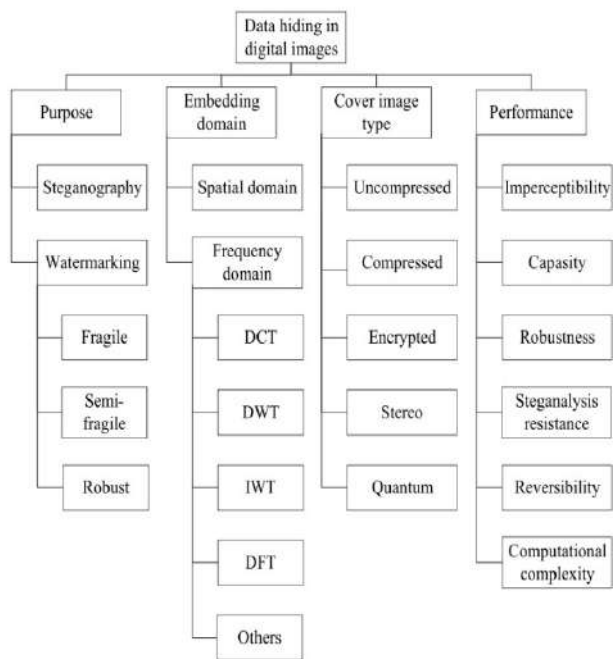 Data hiding in
digital images
Purpose
Steganography
Watermarking
Fragile
Semi-
fragile
Robust
Embedding
domain
Spatial domain
Frequency
domain
DCT
DWT
IWT
DFT
Others
Cover image
type
Uncompressed
Compressed
Encrypted
Stereo
Quantum
Performance
Imperceptibility
Capasity
Robustness
Steganalysis
resistance
Reversibility
Computational
complexity